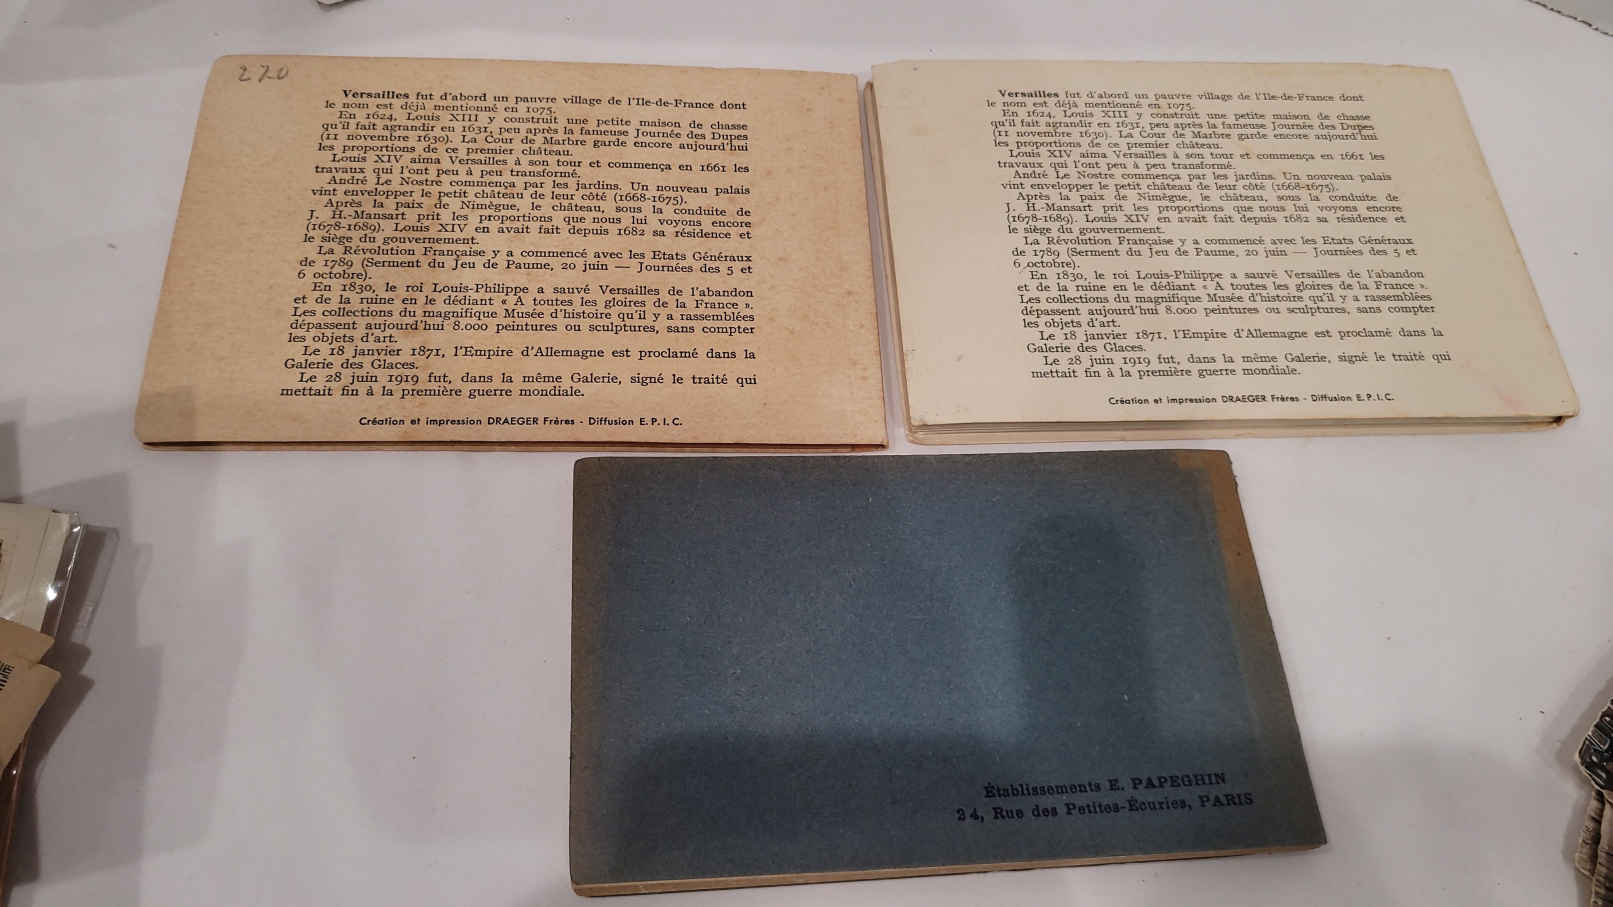 270
Versailles fut d'abord un pauvre village de l'Ile-de-France dont
le nom est déjà mentionné en 1075.
En 1624, Louis XIII y construit une petite maison de chasse
qu'il fait agrandir en 1631, peu après la fameuse Journée des Dupes
(11 novembre 1630). La Cour de Marbre garde encore aujourd'hui
les proportions de ce premier château.
Louis XIV aima Versailles à son tour et commença en 1661 les
travaux qui l'ont peu à peu transformé.
André Le Nostre commença par les jardins. Un nouveau palais
vint envelopper le petit château de leur côté (1668-1675).
Après la paix de Nimègue, le château, sous la conduite de
J. H.-Mansart prit les proportions que nous lui voyons encore
(1678-1689). Louis XIV en avait fait depuis 1682 sa résidence et
le siège du gouvernement.
La Révolution Française y a commencé avec les Etats Généraux
de 1789 (Serment du Jeu de Paume, 20 juin — Journées des 5 et
6 octobre).
En 1830, le roi Louis-Philippe a sauvé Versailles de l'abandon
et de la ruine en le dédiant « A toutes les gloires de la France ».
Les collections du magnifique Musée d'histoire qu'il y a rassemblées
dépassent aujourd'hui 8.000 peintures ou sculptures, sans compter
les objets d'art.
Le 18 janvier 1871, l'Empire d'Allemagne est proclamé dans la
Galerie des Glaces.
Le 28 juin 1919 fut, dans la même Galerie, signé le traité qui
mettait fin à la première guerre mondiale.
Création et impression DRAEGER Frères - Diffusion E. P. I. C.
Versailles fut d'abord un pauvre village de l'Ile-de-France dont
le nom est déjà mentionné en 1075.
En 1624, Louis XIII y construit une petite maison de chasse
qu'il fait agrandir en 1631, peu après la fameuse Journée des Dupes
(11 novembre 1630). La Cour de Marbre garde encore aujourd'hui
les proportions de ce premier château.
Louis XIV aima Versailles à son tour et commença en 1661 les
travaux qui l'ont peu à peu transformé.
André Le Nostre commença par les jardins. Un nouveau palais
vint envelopper le petit château de leur côté (1668-1675).
Après la paix de Nimègue, le château, sous la conduite de
J. H.-Mansart prit les proportions que nous lui voyons encore
(1678-1689). Louis XIV en avait fait depuis 1682 sa résidence et
le siège du gouvernement.
La Révolution Française y a commencé avec les Etats Généraux
de 1789 (Serment du Jeu de Paume, 20 juin — Journées des 5 et
6 octobre).
En 1830, le roi Louis-Philippe a sauvé Versailles de l'abandon
et de la ruine en le dédiant « A toutes les gloires de la France ».
Les collections du magnifique Musée d'histoire qu'il y a rassemblées
dépassent aujourd'hui 8.000 peintures ou sculptures, sans compter
les objets d'art.
Le 18 janvier 1871, l'Empire d'Allemagne est proclamé dans la
Galerie des Glaces.
Le 28 juin 1919 fut, dans la même Galerie, signé le traité qui
mettait fin à la première guerre mondiale.
Création et impression DRAEGER Frères - Diffusion E. P. I. C.
Établissements E. PAPEGHIN
34, Rue des Petites-Écuries, PARIS